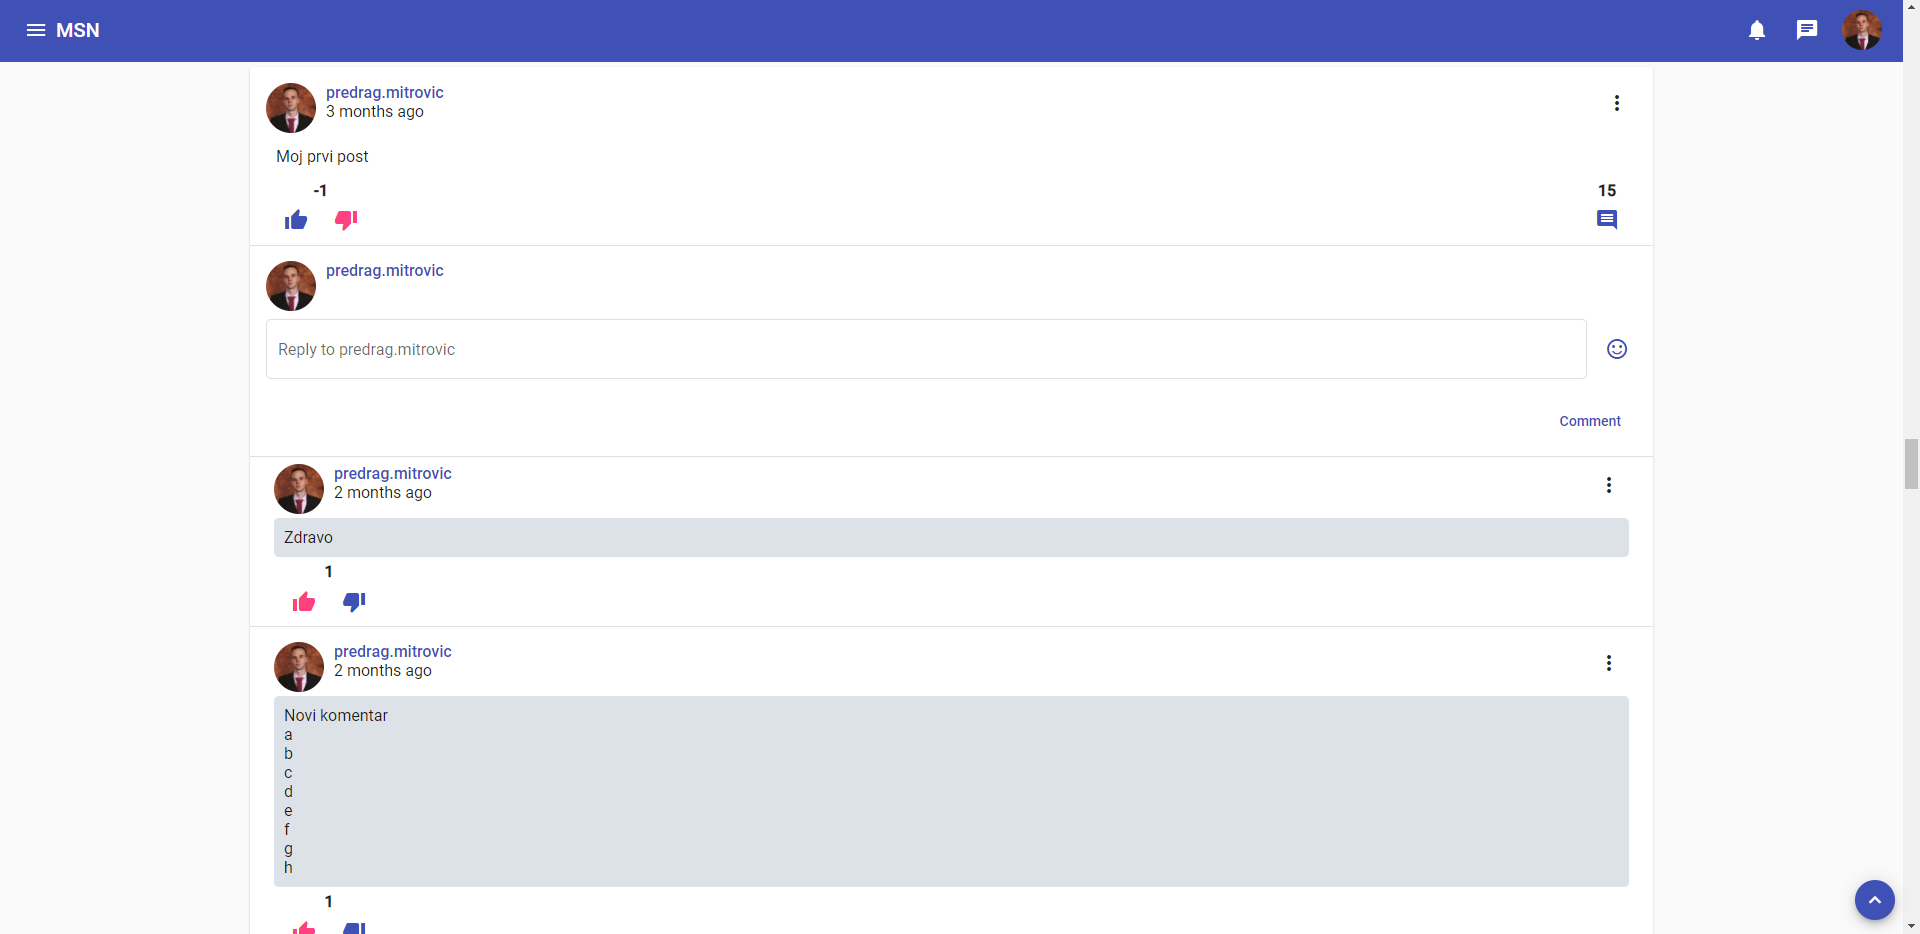 MSN
predrag.mitrovic
3 months ago
Moj prvi post
-1
15
predrag.mitrovic
Reply to predrag.mitrovic
Comment
predrag.mitrovic
2 months ago
Zdravo
1
predrag.mitrovic
2 months ago
Novi komentar
a
b
c
d
e
f
g
h
1